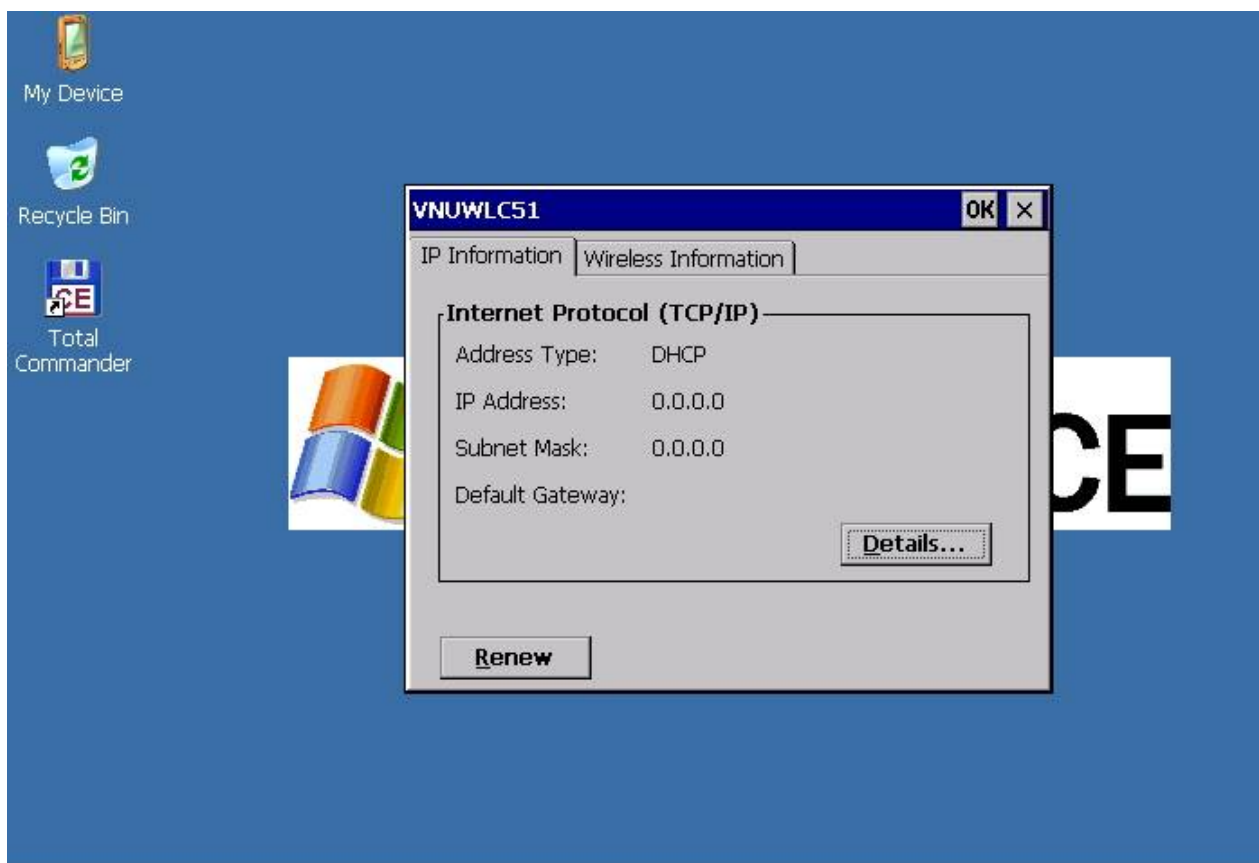 My Device
Recycle Bin
CE
Total
Commander
VNUWLC51
OK
IP Information
Wireless Information
Internet Protocol (TCP/IP)
Address Type: DHCP
IP Address: 0.0.0.0
Subnet Mask: 0.0.0.0
Default Gateway:
Details...
Renew
CE